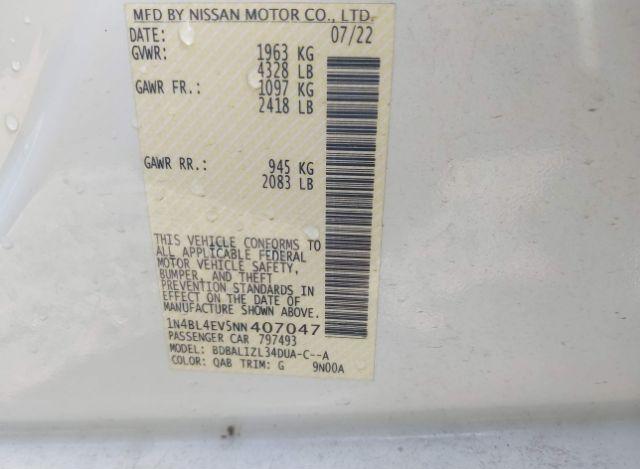 MFD BY NISSAN MOTOR CO., LTD.
DATE: 07/22
GVWR: 1963 KG
4328 LB
GAWR FR.: 1097 KG
2418 LB
GAWR RR.: 945 KG
2083 LB
THIS VEHICLE CONFORMS TO
ALL APPLICABLE FEDERAL
MOTOR VEHICLE SAFETY,
BUMPER, AND THEFT
PREVENTION STANDARDS IN
EFFECT ON THE DATE OF
MANUFACTURE SHOWN ABOVE.
1N4BL4EV5NN407047
PASSENGER CAR 797493
MODEL: BDBALIZL34DUA-C--A
COLOR: QAB TRIM: G 9N00A